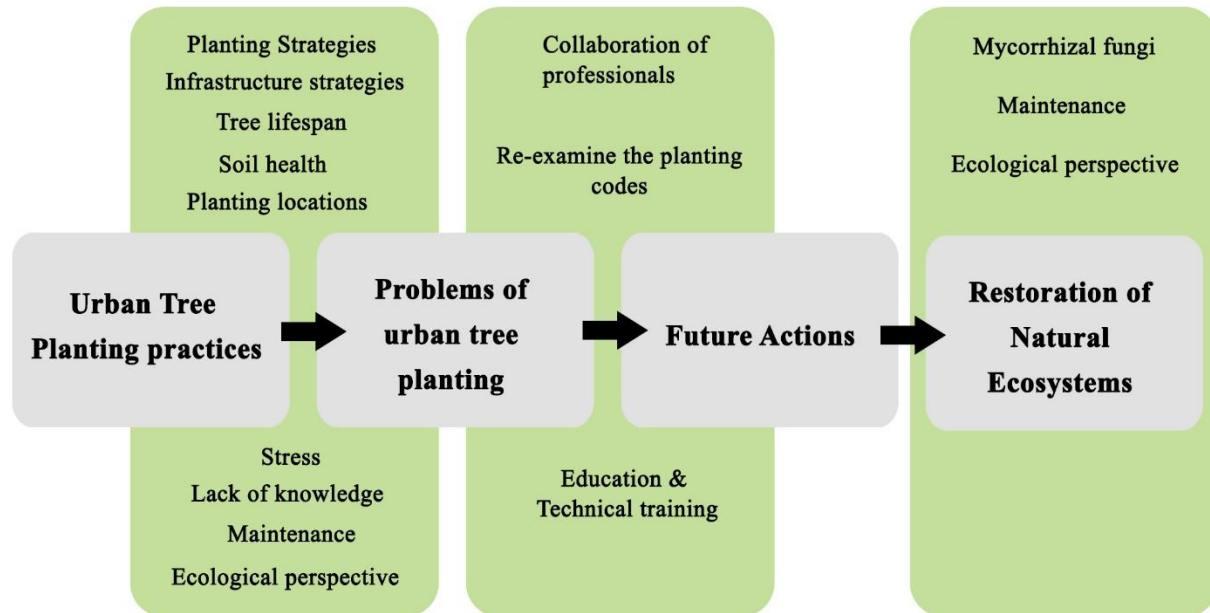 Planting Strategies
Infrastructure strategies
Tree lifespan
Soil health
Planting locations
Collaboration of
professionals
Re-examine the planting
codes
Mycorrhizal fungi
Maintenance
Ecological perspective
Urban Tree
Planting practices
Problems of
urban tree
planting
Future Actions
Restoration of
Natural
Ecosystems
Stress
Lack of knowledge
Maintenance
Ecological perspective
Education &
Technical training